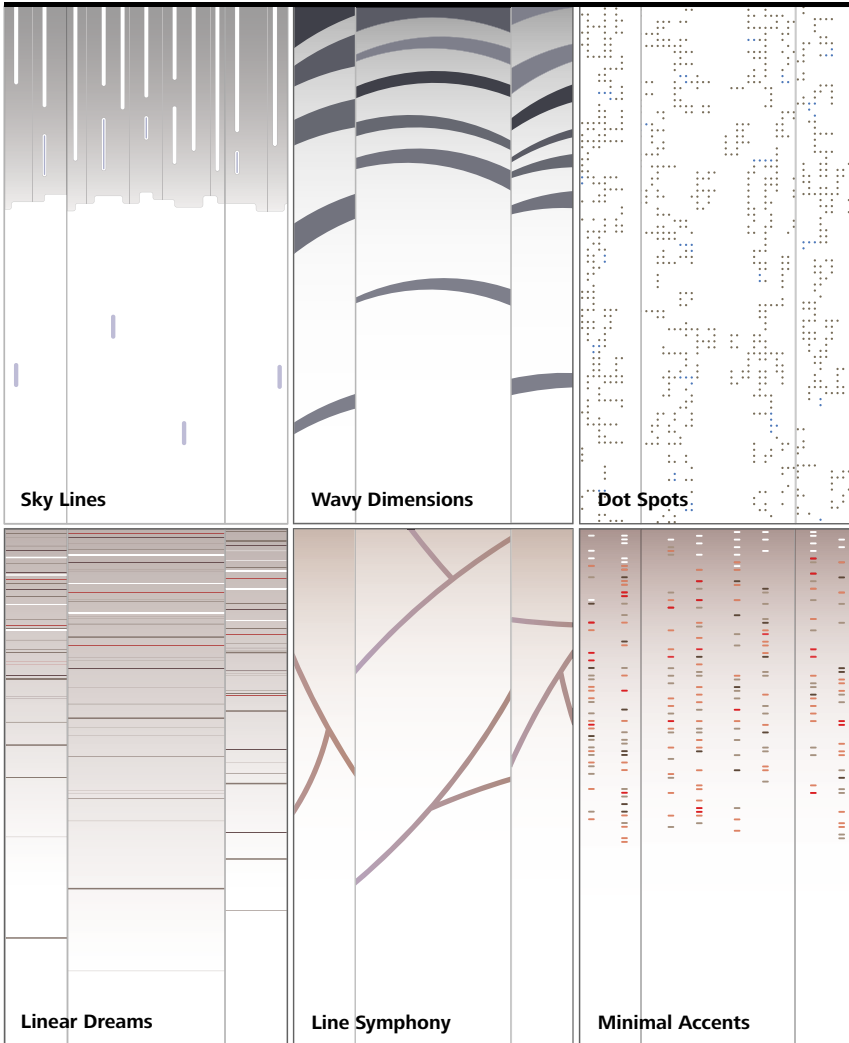 Sky Lines
Wavy Dimensions
Dot Spots
Linear Dreams
Line Symphony
Minimal Accents